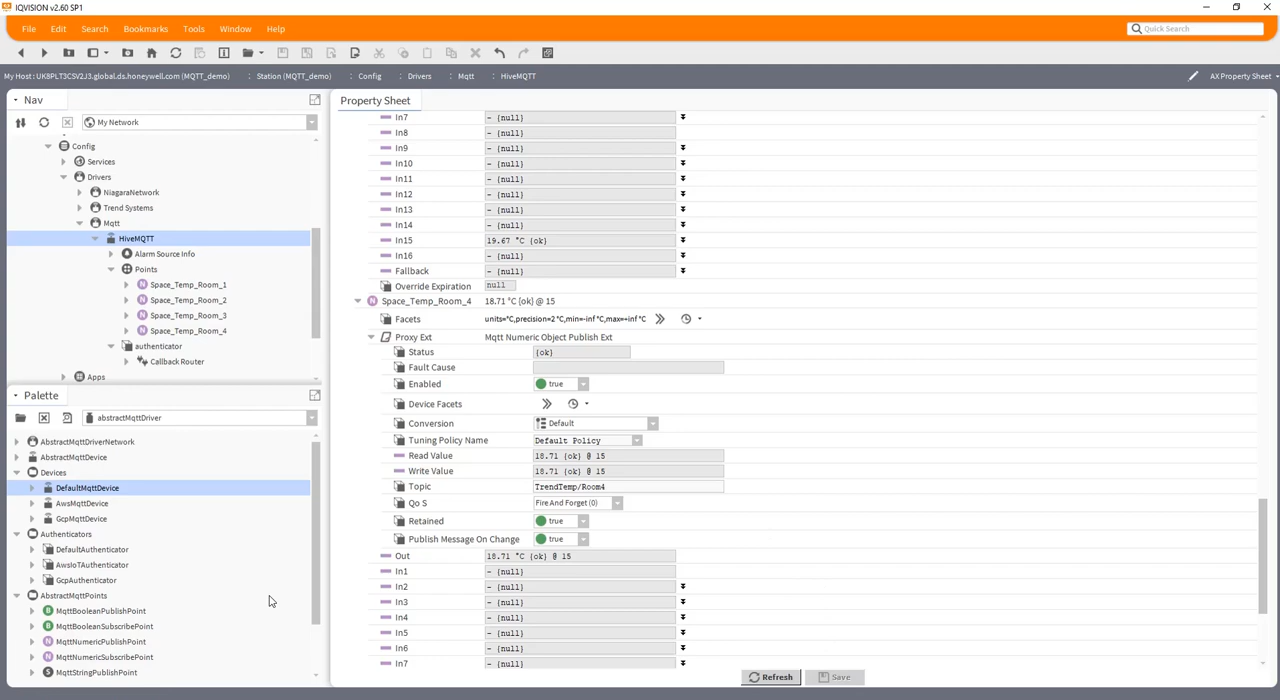 IQVISION v2.60 SP1
File Edit Search Bookmarks Tools Window Help
Quick Search
My Host : UK8PLT3CSV2J3.global.ds.honeywell.com (MQTT_demo) : Station (MQTT_demo) : Config : Drivers : Mqtt : HiveMQTT
AX Property Sheet
Nav
My Network
Config
Services
Drivers
NiagaraNetwork
Trend Systems
Mqtt
HiveMQTT
Alarm Source Info
Points
Space_Temp_Room_1
Space_Temp_Room_2
Space_Temp_Room_3
Space_Temp_Room_4
authenticator
Callback Router
Apps
Palette
abstractMqttDriver
AbstractMqttDriverNetwork
AbstractMqttDevice
Devices
DefaultMqttDevice
AwsMqttDevice
GcpMqttDevice
Authenticators
DefaultAuthenticator
AwsIoTAuthenticator
GcpAuthenticator
AbstractMqttPoints
MqttBooleanPublishPoint
MqttBooleanSubscribePoint
MqttNumericPublishPoint
MqttNumericSubscribePoint
MqttStringPublishPoint
Property Sheet
In7 - {null}
In8 - {null}
In9 - {null}
In10 - {null}
In11 - {null}
In12 - {null}
In13 - {null}
In14 - {null}
In15 19.67 °C {ok}
In16 - {null}
Fallback - {null}
Override Expiration null
Space_Temp_Room_4 18.71 °C {ok} @ 15
Facets units=°C,precision=2 °C,min=-inf °C,max=+inf °C
Proxy Ext Mqtt Numeric Object Publish Ext
Status {ok}
Fault Cause
Enabled true
Device Facets
Conversion Default
Tuning Policy Name Default Policy
Read Value 18.71 {ok} @ 15
Write Value 18.71 {ok} @ 15
Topic TrendTemp/Room4
Qo S Fire And Forget (0)
Retained true
Publish Message On Change true
Out 18.71 °C {ok} @ 15
In1 - {null}
In2 - {null}
In3 - {null}
In4 - {null}
In5 - {null}
In6 - {null}
In7 - {null}
Refresh Save